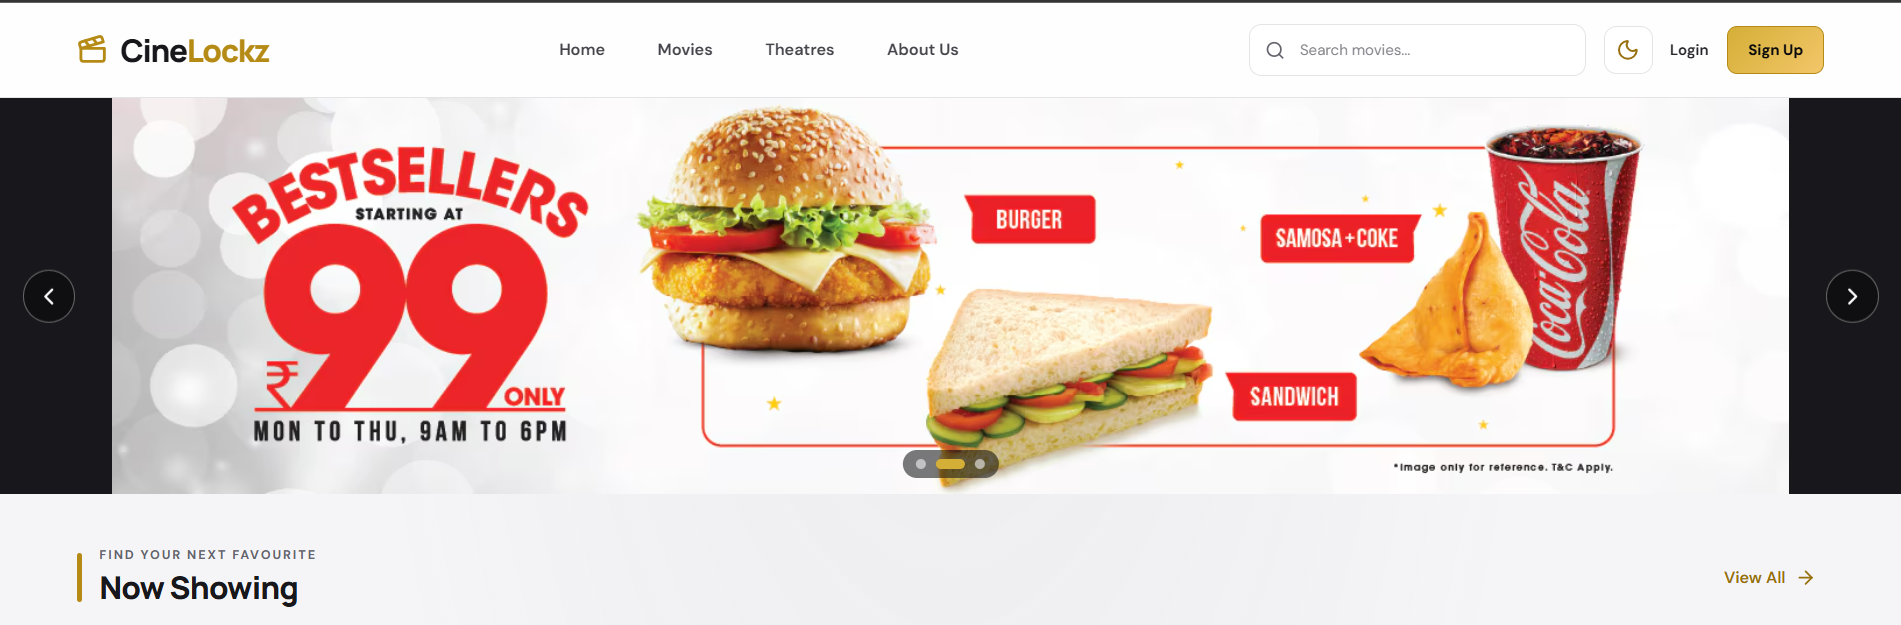 CineLockz
Home Movies Theatres About Us
Search movies...
Login
Sign Up
BESTSELLERS
STARTING AT
₹99
ONLY
MON TO THU, 9AM TO 6PM
BURGER
SAMOSA+COKE
Coca-Cola
SANDWICH
*Image only for reference. T&C Apply.
FIND YOUR NEXT FAVOURITE
Now Showing
View All